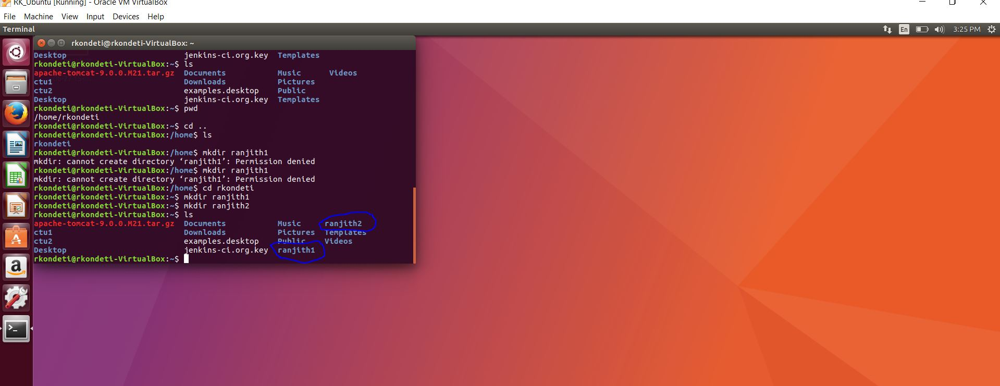 RK_Ubuntu [Running] - Oracle VM VirtualBox
File Machine View Input Devices Help
Terminal En 3:25 PM
rkondeti@rkondeti-VirtualBox: ~
Desktop jenkins-ci.org.key Templates
rkondeti@rkondeti-VirtualBox:~$ ls
apache-tomcat-9.0.0.M21.tar.gz Documents Music Videos
ctu1 Downloads Pictures
ctu2 examples.desktop Public
Desktop jenkins-ci.org.key Templates
rkondeti@rkondeti-VirtualBox:~$ pwd
/home/rkondeti
rkondeti@rkondeti-VirtualBox:~$ cd ..
rkondeti@rkondeti-VirtualBox:/home$ ls
rkondeti
rkondeti@rkondeti-VirtualBox:/home$ mkdir ranjith1
mkdir: cannot create directory ‘ranjith1’: Permission denied
rkondeti@rkondeti-VirtualBox:/home$ mkdir ranjith1
mkdir: cannot create directory ‘ranjith1’: Permission denied
rkondeti@rkondeti-VirtualBox:/home$ cd rkondeti
rkondeti@rkondeti-VirtualBox:~$ mkdir ranjith1
rkondeti@rkondeti-VirtualBox:~$ mkdir ranjith2
rkondeti@rkondeti-VirtualBox:~$ ls
apache-tomcat-9.0.0.M21.tar.gz Documents Music ranjith2
ctu1 Downloads Pictures Templates
ctu2 examples.desktop Public Videos
Desktop jenkins-ci.org.key ranjith1
rkondeti@rkondeti-VirtualBox:~$